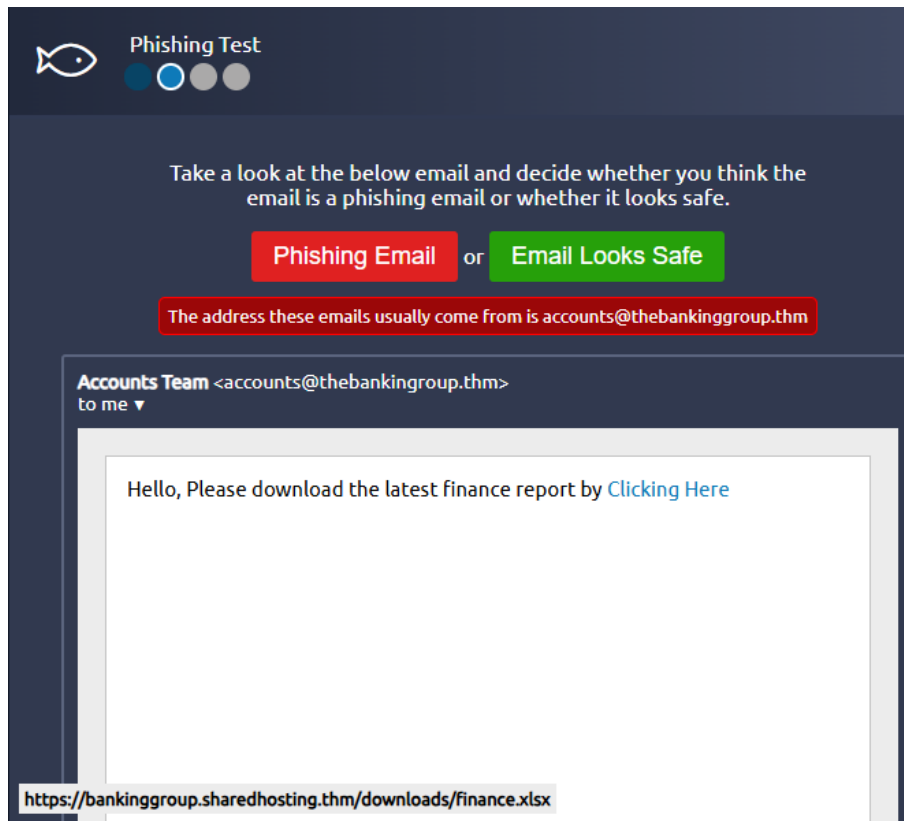 Phishing Test
Take a look at the below email and decide whether you think the
email is a phishing email or whether it looks safe.
Phishing Email or Email Looks Safe
The address these emails usually come from is accounts@thebankinggroup.thm
Accounts Team <accounts@thebankingroup.thm>
to me ▾
Hello, Please download the latest finance report by Clicking Here
https://bankinggroup.sharedhosting.thm/downloads/finance.xlsx